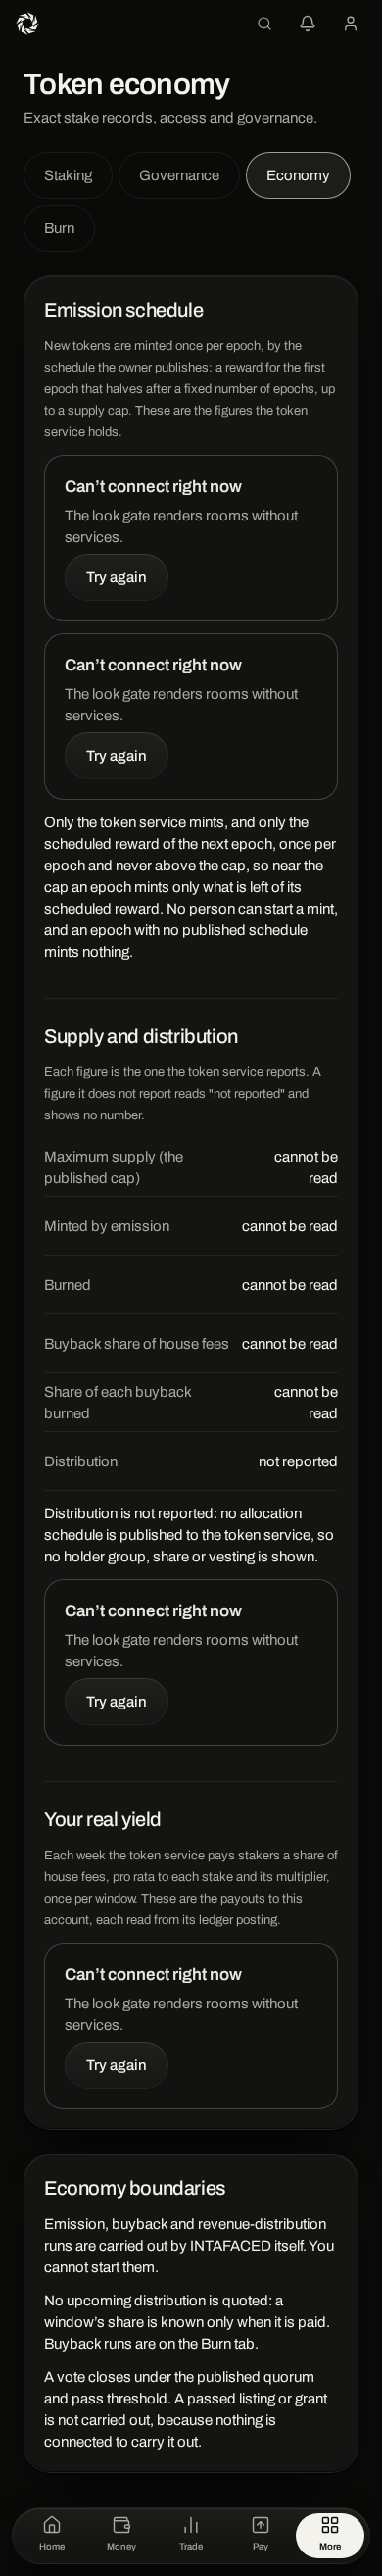 Token economy
Exact stake records, access and governance.
Staking
Governance
Economy
Burn
Emission schedule
New tokens are minted once per epoch, by the
schedule the owner publishes: a reward for the first
epoch that halves after a fixed number of epochs, up
to a supply cap. These are the figures the token
service holds.
Can’t connect right now
The look gate renders rooms without
services.
Try again
Can’t connect right now
The look gate renders rooms without
services.
Try again
Only the token service mints, and only the
scheduled reward of the next epoch, once per
epoch and never above the cap, so near the
cap an epoch mints only what is left of its
scheduled reward. No person can start a mint,
and an epoch with no published schedule
mints nothing.
Supply and distribution
Each figure is the one the token service reports. A
figure it does not report reads "not reported" and
shows no number.
Maximum supply (the
published cap)
cannot be
read
Minted by emission
cannot be read
Burned
cannot be read
Buyback share of house fees
cannot be read
Share of each buyback
burned
cannot be
read
Distribution
not reported
Distribution is not reported: no allocation
schedule is published to the token service, so
no holder group, share or vesting is shown.
Can’t connect right now
The look gate renders rooms without
services.
Try again
Your real yield
Each week the token service pays stakers a share of
house fees, pro rata to each stake and its multiplier,
once per window. These are the payouts to this
account, each read from its ledger posting.
Can’t connect right now
The look gate renders rooms without
services.
Try again
Economy boundaries
Emission, buyback and revenue-distribution
runs are carried out by INTAFACED itself. You
cannot start them.
No upcoming distribution is quoted: a
window’s share is known only when it is paid.
Buyback runs are on the Burn tab.
A vote closes under the published quorum
and pass threshold. A passed listing or grant
is not carried out, because nothing is
connected to carry it out.
Home
Money
Trade
Pay
More